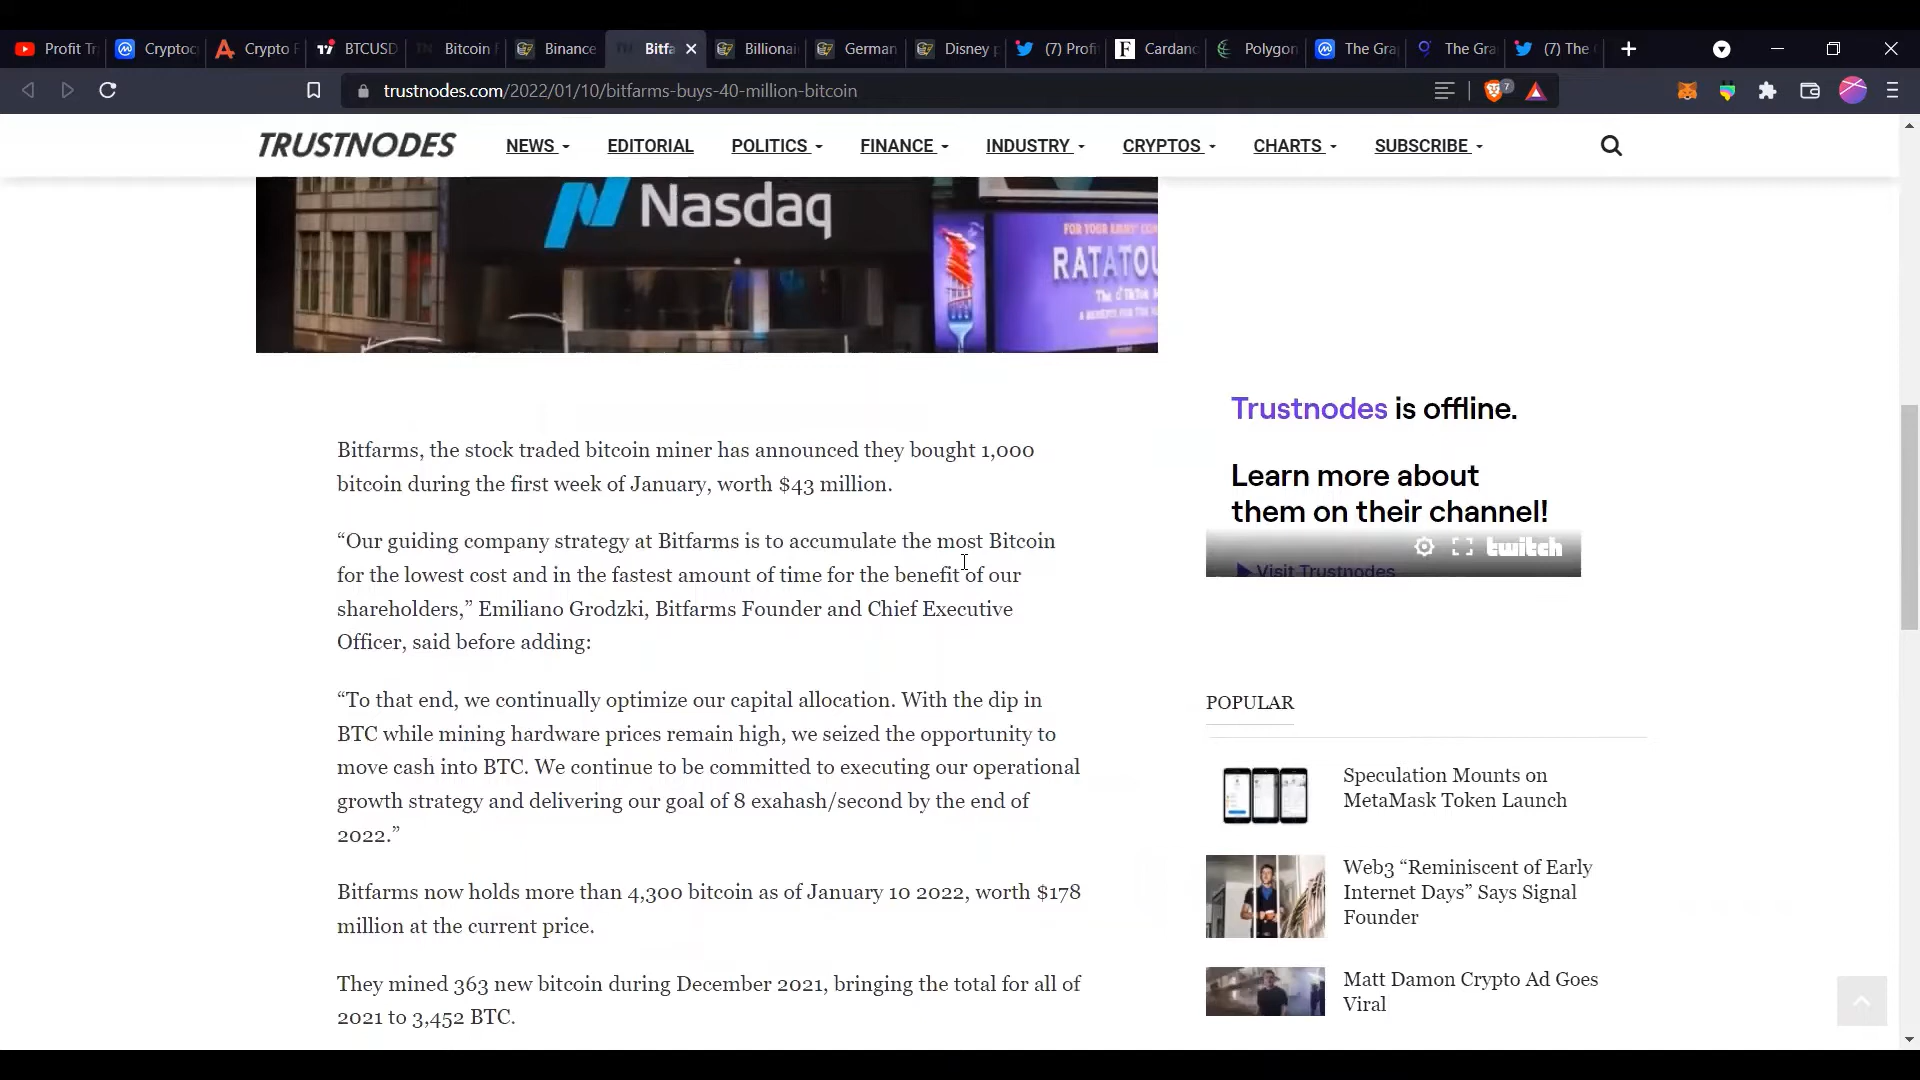 Profit Tr
Cryptoc
Crypto F
BTCUSD
Bitcoin F
Binance
Bitfa
Billionai
German
Disney p
(7) Profi
Cardano
Polygon
The Gra
The Gra
(7) The
trustnodes.com/2022/01/10/bitfarms-buys-40-million-bitcoin
7
TRUSTNODES
NEWS
EDITORIAL
POLITICS
FINANCE
INDUSTRY
CRYPTOS
CHARTS
SUBSCRIBE
Nasdaq
FOR YOUR
RATATOU
Bitfarms, the stock traded bitcoin miner has announced they bought 1,000
bitcoin during the first week of January, worth $43 million.
“Our guiding company strategy at Bitfarms is to accumulate the most Bitcoin
for the lowest cost and in the fastest amount of time for the benefit of our
shareholders,” Emiliano Grodzki, Bitfarms Founder and Chief Executive
Officer, said before adding:
“To that end, we continually optimize our capital allocation. With the dip in
BTC while mining hardware prices remain high, we seized the opportunity to
move cash into BTC. We continue to be committed to executing our operational
growth strategy and delivering our goal of 8 exahash/second by the end of
2022.”
Bitfarms now holds more than 4,300 bitcoin as of January 10 2022, worth $178
million at the current price.
They mined 363 new bitcoin during December 2021, bringing the total for all of
2021 to 3,452 BTC.
Trustnodes is offline.
Learn more about
them on their channel!
twitch
Visit Trustnodes
POPULAR
Speculation Mounts on
MetaMask Token Launch
Web3 “Reminiscent of Early
Internet Days” Says Signal
Founder
Matt Damon Crypto Ad Goes
Viral